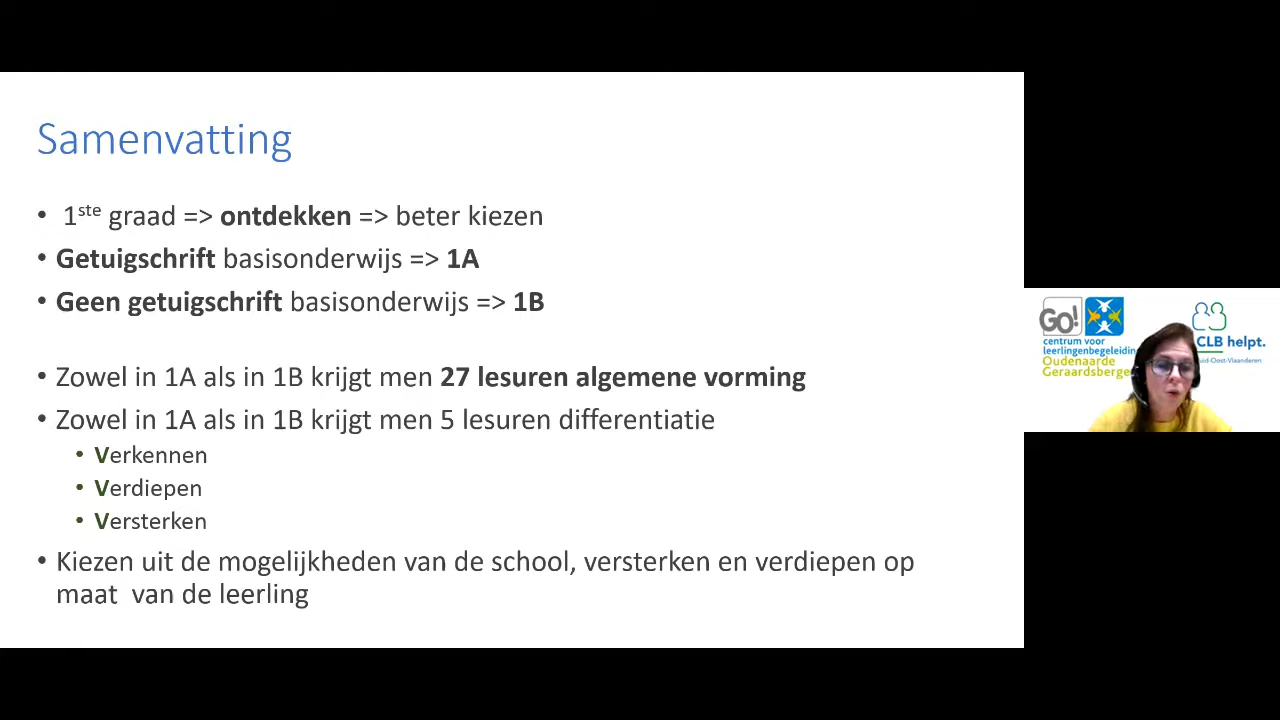 Samenvatting
• 1ste graad => ontdekken => beter kiezen
• Getuigschrift basisonderwijs => 1A
• Geen getuigschrift basisonderwijs => 1B
• Zowel in 1A als in 1B krijgt men 27 lesuren algemene vorming
• Zowel in 1A als in 1B krijgt men 5 lesuren differentiatie
• Verkennen
• Verdiepen
• Versterken
• Kiezen uit de mogelijkheden van de school, versterken en verdiepen op
maat van de leerling
GO!
centrum voor
leerlingenbegeleidin
Oudenaarde
Geraardsberge
CLB helpt.
uid-Oost-Vlaanderen